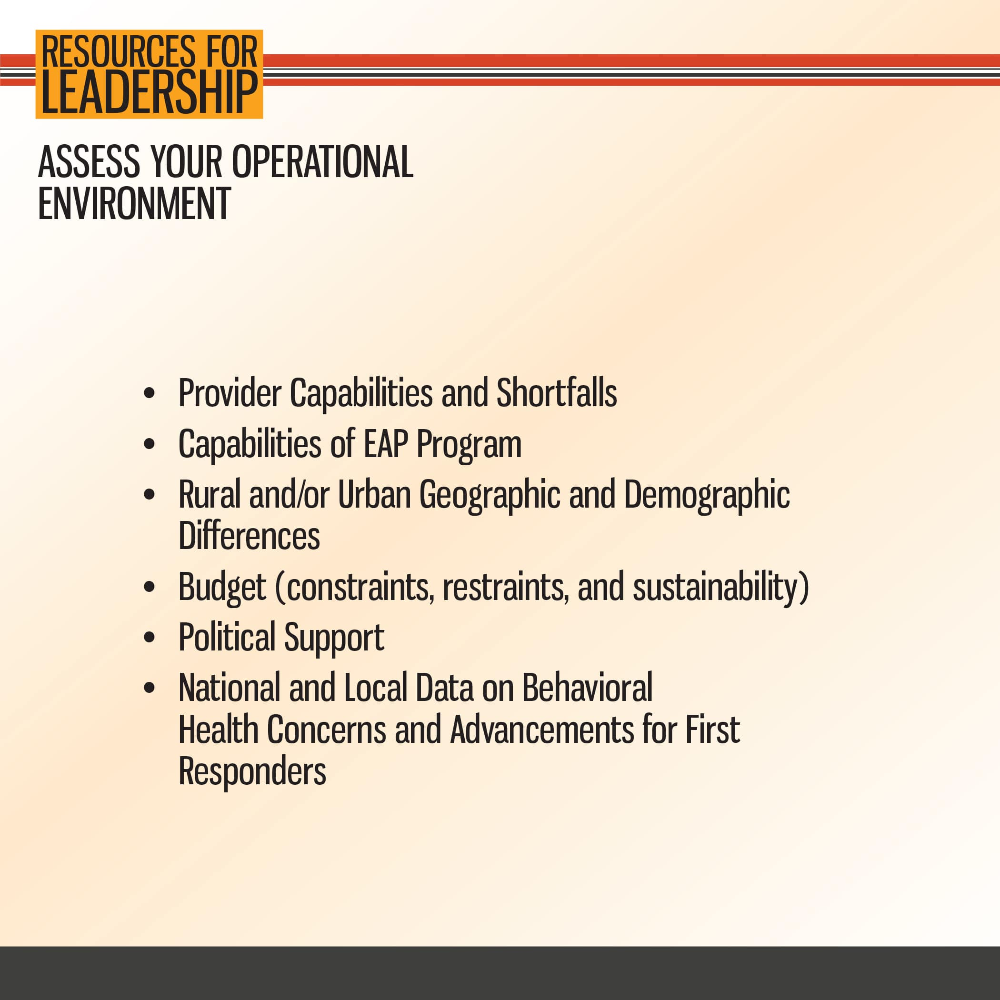 RESOURCES FOR
LEADERSHIP
ASSESS YOUR OPERATIONAL
ENVIRONMENT
• Provider Capabilities and Shortfalls
• Capabilities of EAP Program
• Rural and/or Urban Geographic and Demographic
Differences
• Budget (constraints, restraints, and sustainability)
• Political Support
• National and Local Data on Behavioral
Health Concerns and Advancements for First
Responders